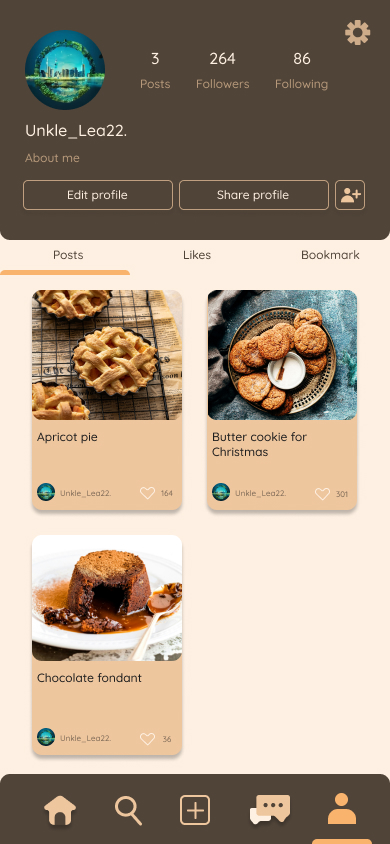 3
264
86
Posts
Followers
Following
Unkle_Lea22.
About me
Edit profile
Share profile
Posts
Likes
Bookmark
Apricot pie
Unkle_Lea22.
164
Butter cookie for
Christmas
Unkle_Lea22.
301
Chocolate fondant
Unkle_Lea22.
36